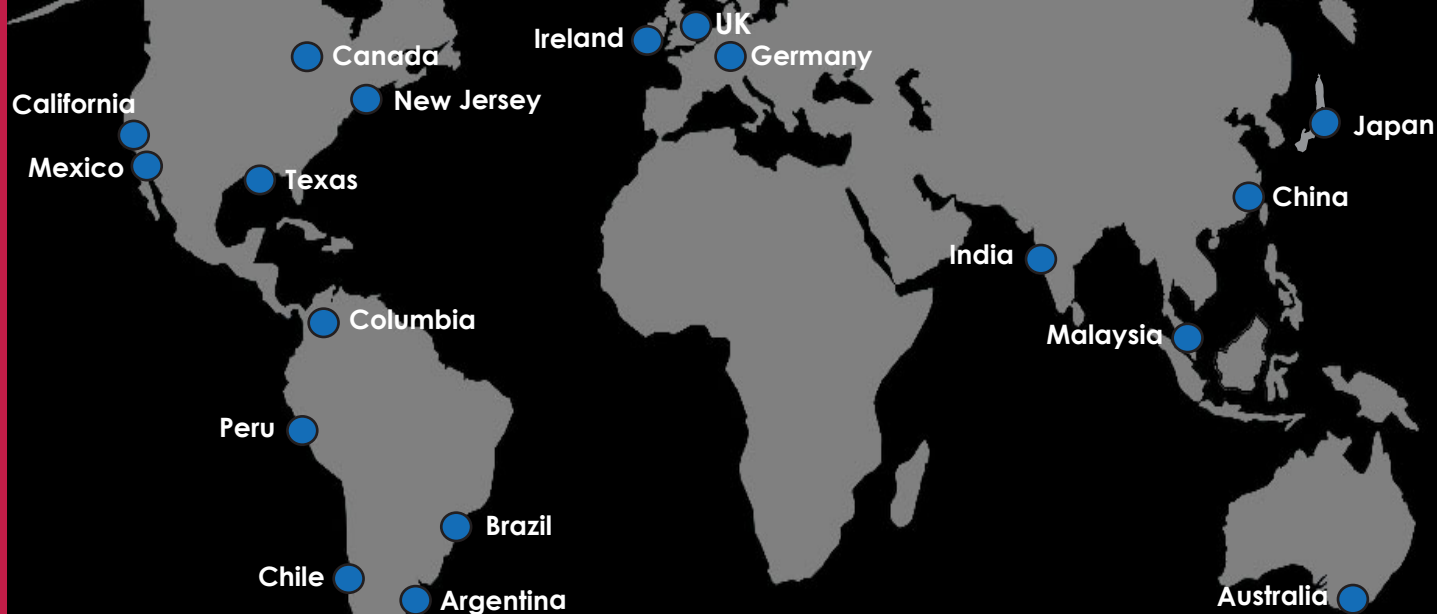 UK
Ireland
Germany
Canada
New Jersey
California
Japan
Mexico
Texas
China
India
Columbia
Malaysia
Peru
Brazil
Chile
Australia
Argentina